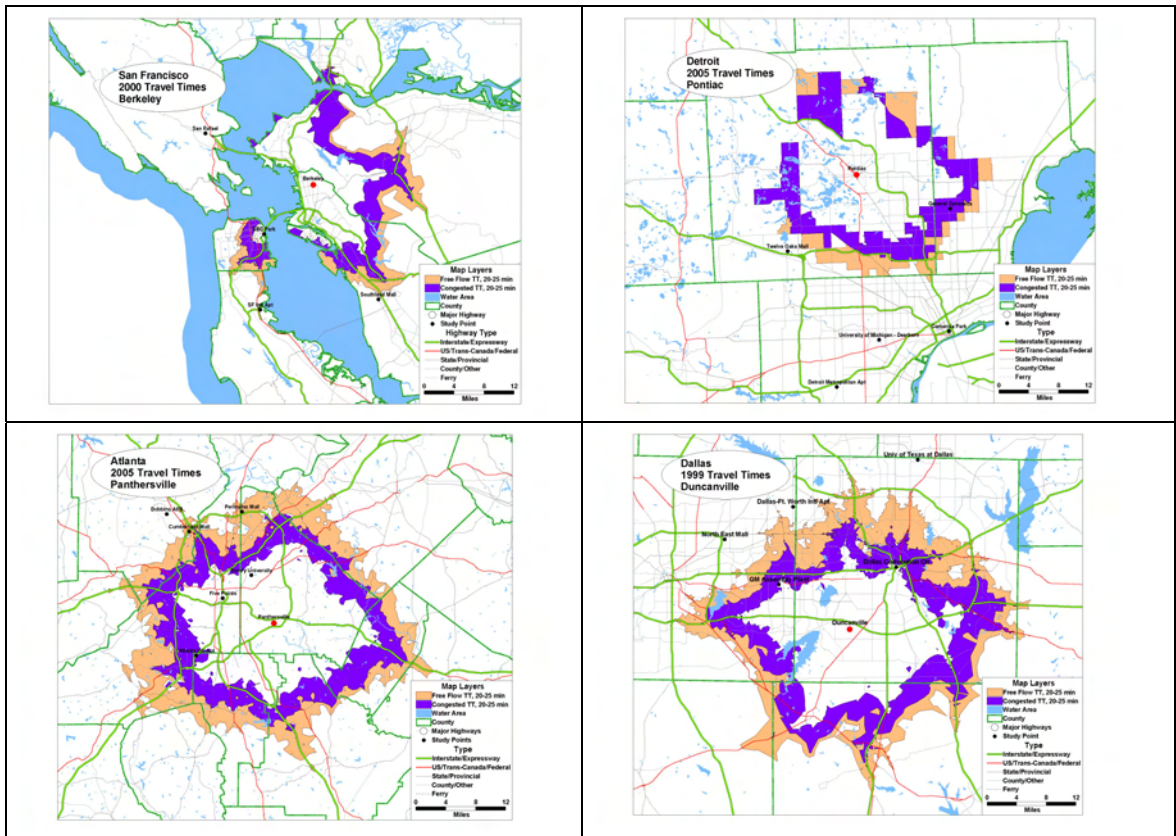 San Francisco
2000 Travel Times
Berkeley
San Rafael
Berkeley
Park
SF Intl Apt
Southland Mall
Map Layers
Free Flow TT, 20-25 min
Congested TT, 20-25 min
Water Area
County
Major Highway
Study Point
Highway Type
Interstate/Expressway
US/Trans-Canada/Federal
State/Provincial
County/Other
Ferry
0 4 8 12
Miles
Detroit
2005 Travel Times
Pontiac
Pontiac
General Dynamics
Twelve Oaks Mall
University of Michigan - Dearborn
Comerica Park
Detroit Metropolitan Apt
Map Layers
Free Flow TT, 20-25 min
Congested TT, 20-25 min
Water Area
County
Major Highway
Study Point
Type
Interstate/Expressway
US/Trans-Canada/Federal
State/Provincial
County/Other
Ferry
0 4 8 12
Miles
Atlanta
2005 Travel Times
Panthersville
Dobbins AFB
Perimeter Mall
Cumberland Mall
Emory University
Five Points
Panthersville
Map Layers
Free Flow TT, 20-25 min
Congested TT, 20-25 min
Water Area
County
Major Highways
Study Points
Type
Interstate/Expressway
US/Trans-Canada/Federal
State/Provincial
County/Other
Ferry
0 4 8 12
Miles
Dallas
1999 Travel Times
Duncanville
Univ of Texas at Dallas
Dallas-Ft. Worth Intl Apt
North East Mall
Duncanville
Map Layers
Free Flow TT, 20-25 min
Congested TT, 20-25 min
Water Area
County
Major Highways
Study Point
Type
Interstate/Expressway
US/Trans-Canada/Federal
State/Provincial
County/Other
Ferry
0 4 8 12
Miles